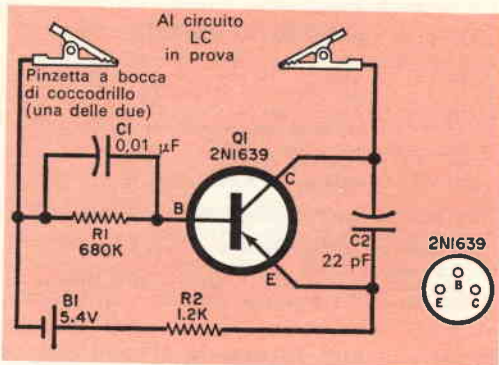 Al circuito
LC
in prova
Pinzetta a bocca
di coccodrillo
(una delle due)
C1
0,01 µF
Q1
2N1639
C
B
E
R1
680K
C2
22 pF
B1
5.4V
R2
1.2K
2N1639
B
E C